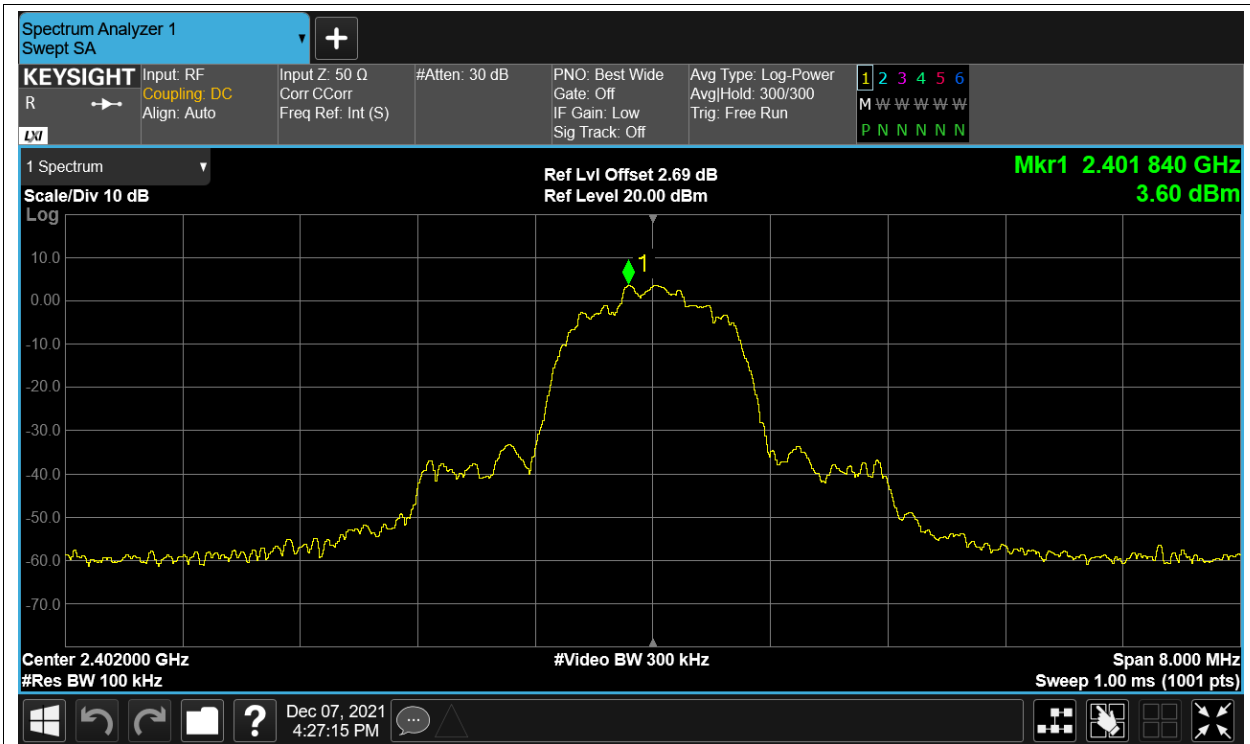 Spectrum Analyzer 1
Swept SA
+
KEYSIGHT
R
LXI
Input: RF
Coupling: DC
Align: Auto
Input Z: 50 Ω
Corr CCorr
Freq Ref: Int (S)
#Atten: 30 dB
PNO: Best Wide
Gate: Off
IF Gain: Low
Sig Track: Off
Avg Type: Log-Power
Avg|Hold: 300/300
Trig: Free Run
1 2 3 4 5 6
M W W W W W
P N N N N N
1 Spectrum
Scale/Div 10 dB
Log
Ref Lvl Offset 2.69 dB
Ref Level 20.00 dBm
Mkr1 2.401 840 GHz
3.60 dBm
1
10.0
0.00
-10.0
-20.0
-30.0
-40.0
-50.0
-60.0
-70.0
Center 2.402000 GHz
#Res BW 100 kHz
#Video BW 300 kHz
Span 8.000 MHz
Sweep 1.00 ms (1001 pts)
?
Dec 07, 2021
4:27:15 PM